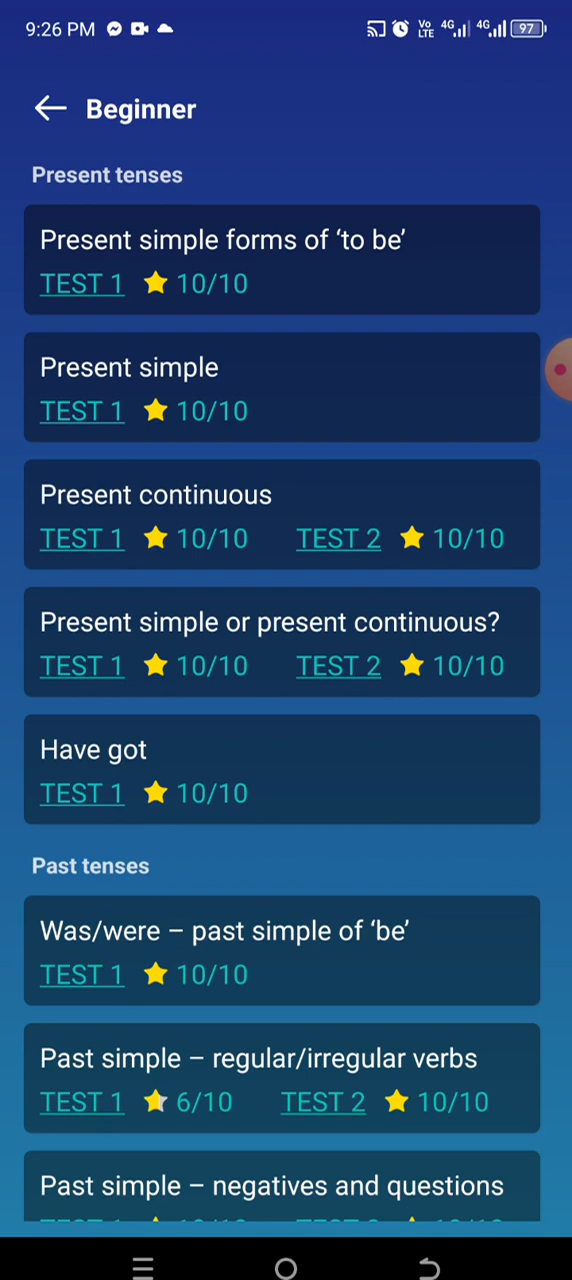 9:26 PM Vo LTE 4G 4G 97
Beginner
Present tenses
Present simple forms of ‘to be’
TEST 1 10/10
Present simple
TEST 1 10/10
Present continuous
TEST 1 10/10 TEST 2 10/10
Present simple or present continuous?
TEST 1 10/10 TEST 2 10/10
Have got
TEST 1 10/10
Past tenses
Was/were – past simple of ‘be’
TEST 1 10/10
Past simple – regular/irregular verbs
TEST 1 6/10 TEST 2 10/10
Past simple – negatives and questions